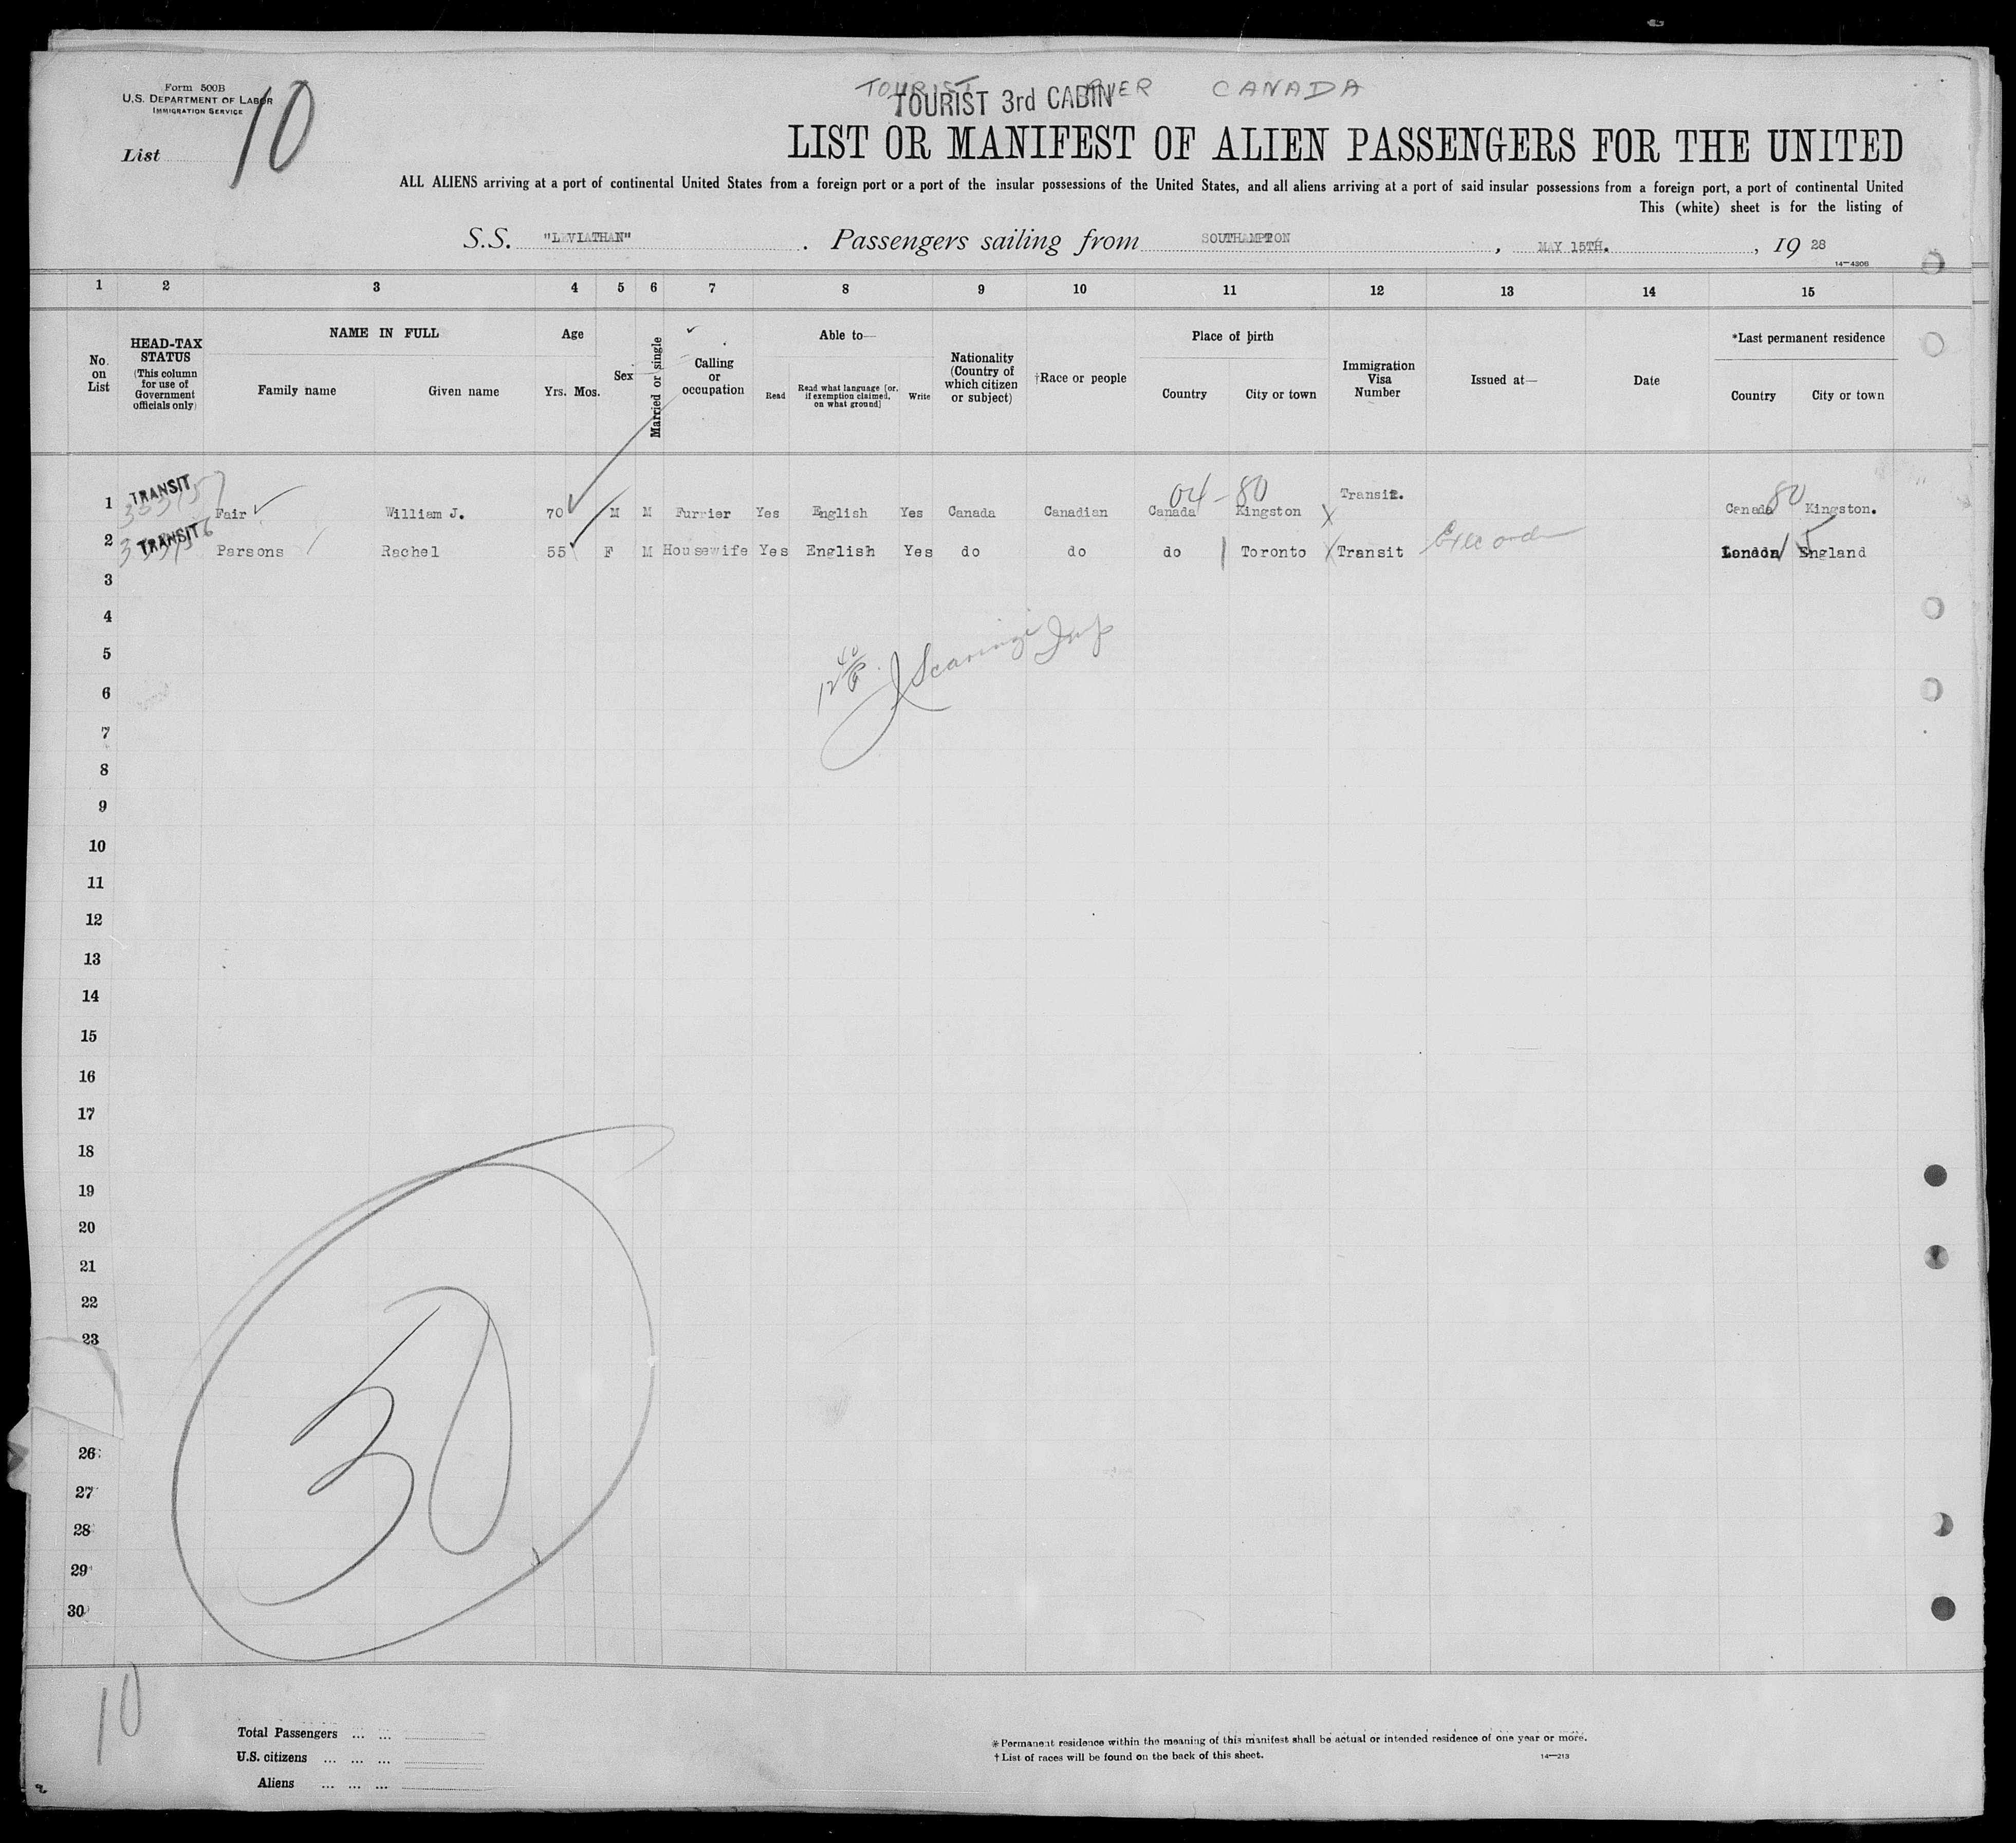 Form 500B
U.S. DEPARTMENT OF LABOR
IMMIGRATION SERVICE
List 10
TOURIST CANADA
TOURIST 3rd CABIN
LIST OR MANIFEST OF ALIEN PASSENGERS FOR THE UNITED
ALL ALIENS arriving at a port of continental United States from a foreign port or a port of the insular possessions of the United States, and all aliens arriving at a port of said insular possessions from a foreign port, a port of continental United
This (white) sheet is for the listing of
S.S. "LEVIATHAN" . Passengers sailing from SOUTHAMPTON , MAY 15TH. , 19 28
14—4306
1 2 3 4 5 6 7 8 9 10 11 12 13 14 15
No. on List
HEAD-TAX STATUS (This column for use of Government officials only)
NAME IN FULL
Family name Given name
Age
Yrs. Mos.
Sex
Married or single
Calling or occupation
Able to—
Read Read what language [or, if exemption claimed, on what ground] Write
Nationality (Country of which citizen or subject)
†Race or people
Place of birth
Country City or town
Immigration Visa Number
Issued at—
Date
*Last permanent residence
Country City or town
04-80 80
1 TRANSIT Fair William J. 70 M M Furrier Yes English Yes Canada Canadian Canada Kingston X Transit. Canada Kingston.
2 TRANSIT Parsons Rachel 55 F M Housewife Yes English Yes do do do Toronto X Transit London England
3
4
5
6
7
8
9
10
11
12
13
14
15
16
17
18
19
20
21
22
23
26
27
28
29
30
30
10
Total Passengers ... ...
U.S. citizens ... ... ...
Aliens ... ... ...
*Permanent residence within the meaning of this manifest shall be actual or intended residence of one year or more.
†List of races will be found on the back of this sheet.
14—213